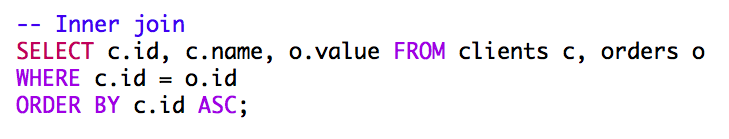 -- Inner join
SELECT c.id, c.name, o.value FROM clients c, orders o
WHERE c.id = o.id
ORDER BY c.id ASC;